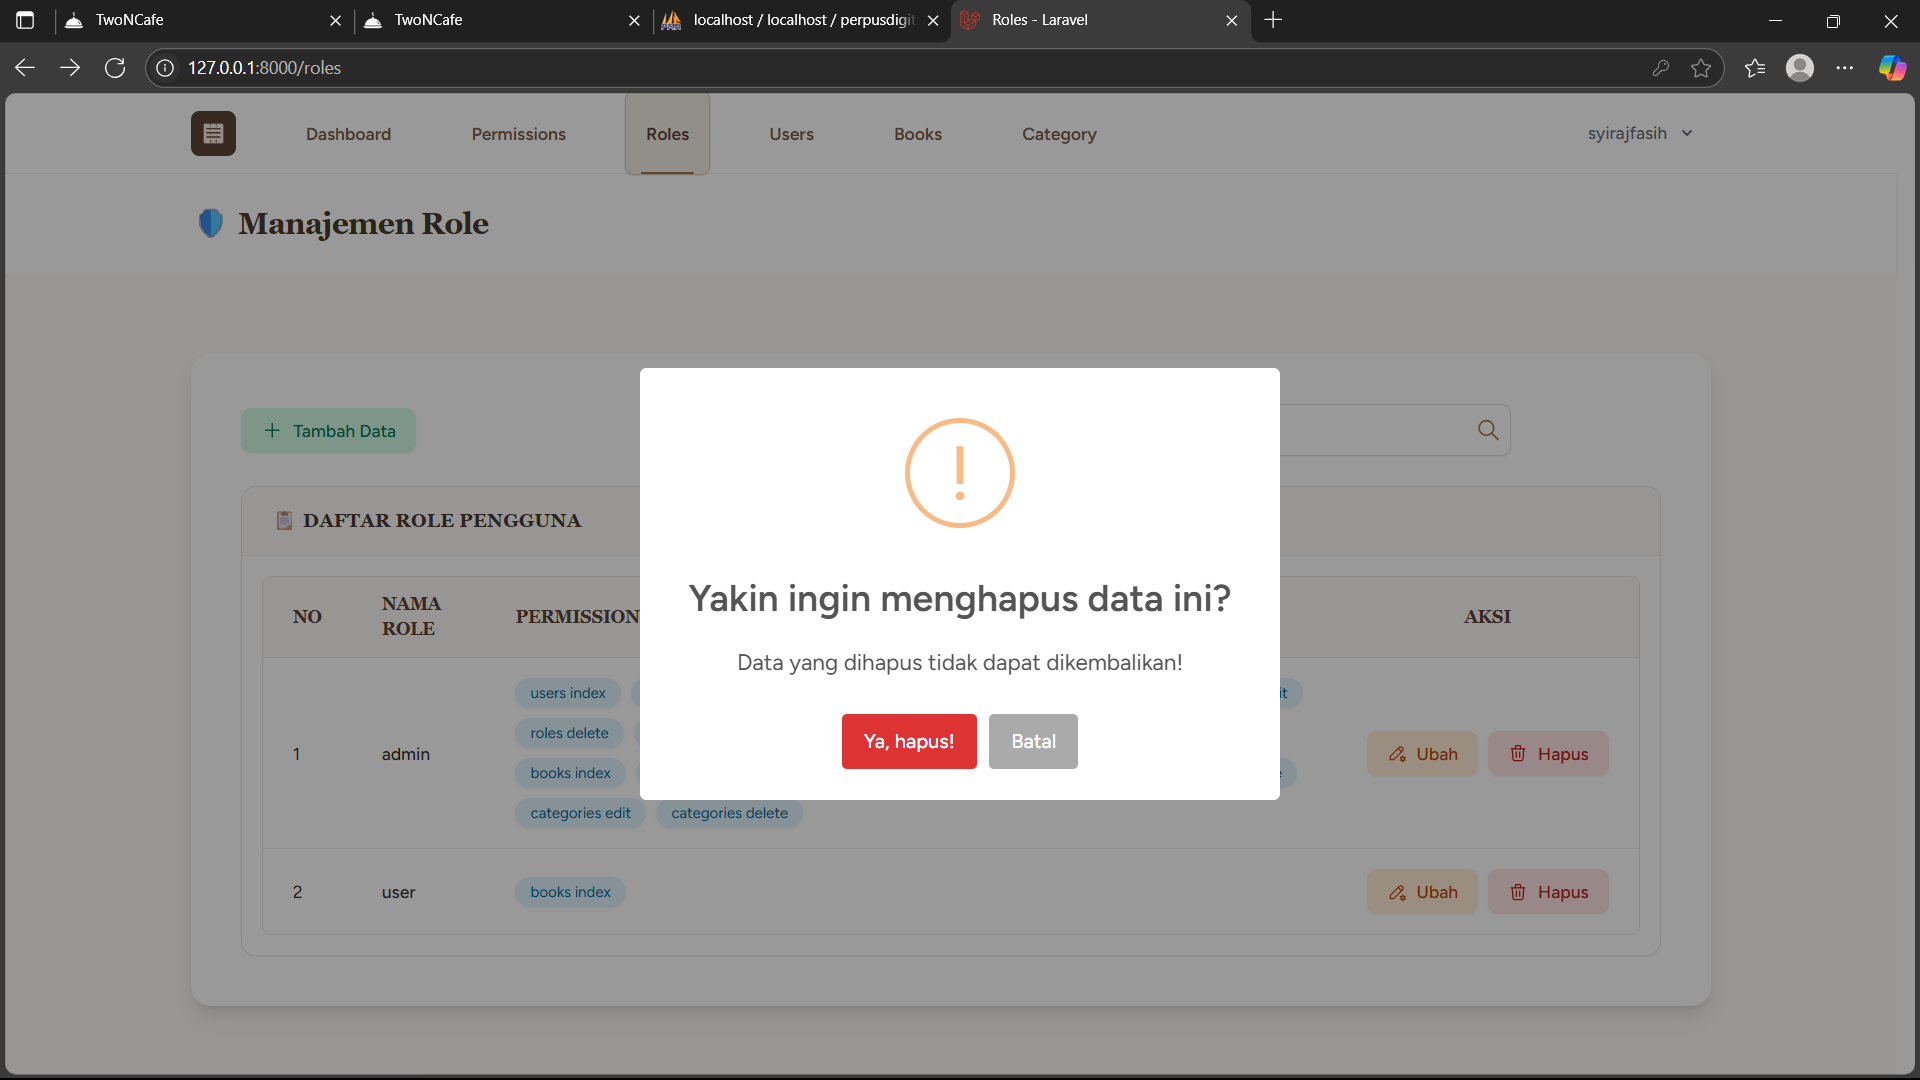 TwoNCafe
TwoNCafe
localhost / localhost / perpusdigit
Roles - Laravel
127.0.0.1:8000/roles
Dashboard
Permissions
Roles
Users
Books
Category
syirajfasih
Manajemen Role
Tambah Data
DAFTAR ROLE PENGGUNA
NO
NAMA
ROLE
PERMISSION
AKSI
Yakin ingin menghapus data ini?
Data yang dihapus tidak dapat dikembalikan!
Ya, hapus!
Batal
1
admin
users index
roles delete
books index
categories edit
categories delete
Ubah
Hapus
2
user
books index
Ubah
Hapus